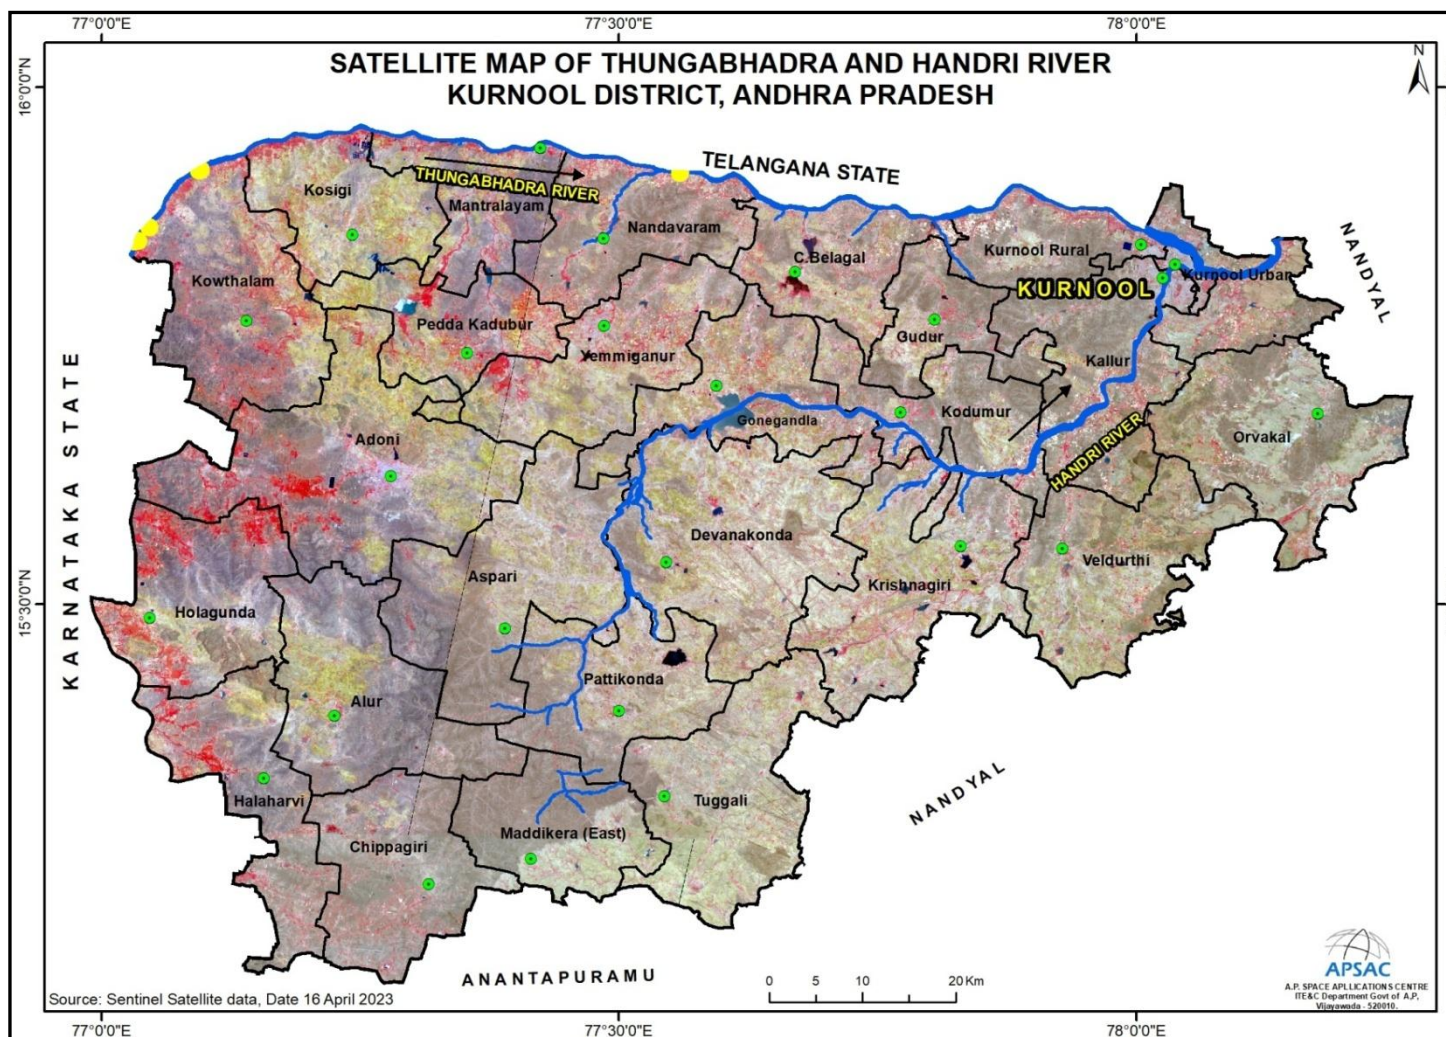 77°0'0"E 77°30'0"E 78°0'0"E
SATELLITE MAP OF THUNGABHADRA AND HANDRI RIVER
KURNOOL DISTRICT, ANDHRA PRADESH
N
16°0'0"N
TELANGANA STATE
THUNGABHADRA RIVER
Kosigi
Mantralayam
Nandavaram
C.Belagal
Kurnool Rural
Kurnool Urban
NANDYAL
Kowthalam
KURNOOL
Pedda Kadubur
Yemmiganur
Gudur
Kallur
KARNATAKA STATE
Adoni
Gonegandla
Kodumur
HANDRI RIVER
Orvakal
Devanakonda
Aspari
Krishnagiri
Veldurthi
15°30'0"N
Holagunda
Pattikonda
Alur
Halaharvi
Tuggali
NANDYAL
Maddikera (East)
Chippagiri
ANANTAPURAMU
0 5 10 20 Km
APSAC
A.P. SPACE APLLICATIONS CENTRE
ITE&C Department Govt of A.P,
Vijayawada - 520010.
Source: Sentinel Satellite data, Date 16 April 2023
77°0'0"E 77°30'0"E 78°0'0"E